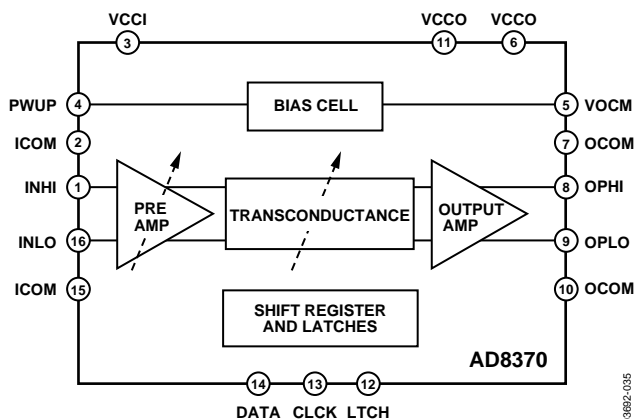 VCCI VCCO VCCO
3 11 6
PWUP 4 BIAS CELL 5 VOCM
ICOM 2 7 OCOM
INHI 1 8 OPHI
PRE
AMP
TRANSCONDUCTANCE
OUTPUT
AMP
INLO 16 9 OPLO
ICOM 15 10 OCOM
SHIFT REGISTER
AND LATCHES
AD8370
14 13 12
DATA CLCK LTCH
03692-035